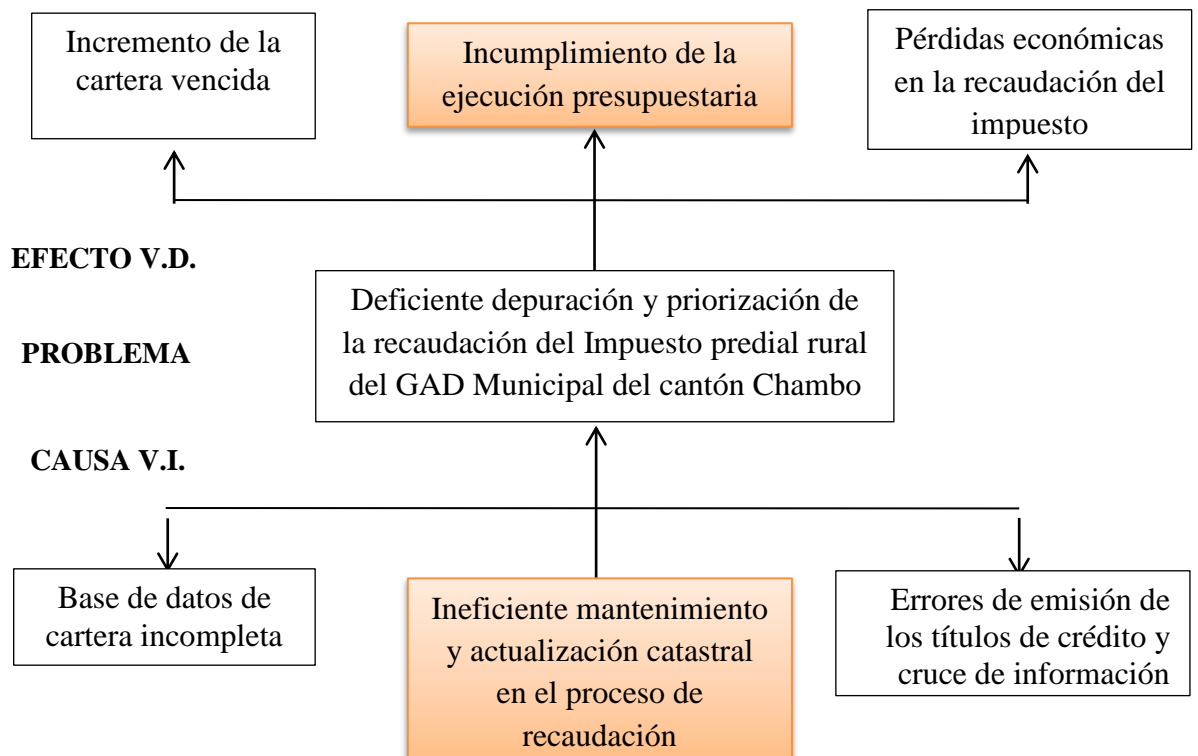 Incremento de la
cartera vencida
Incumplimiento de la
ejecución presupuestaria
Pérdidas económicas
en la recaudación del
impuesto
EFECTO V.D.
PROBLEMA
CAUSA V.I.
Deficiente depuración y priorización de
la recaudación del Impuesto predial rural
del GAD Municipal del cantón Chambo
Base de datos de
cartera incompleta
Ineficiente mantenimiento
y actualización catastral
en el proceso de
recaudación
Errores de emisión de
los títulos de crédito y
cruce de información